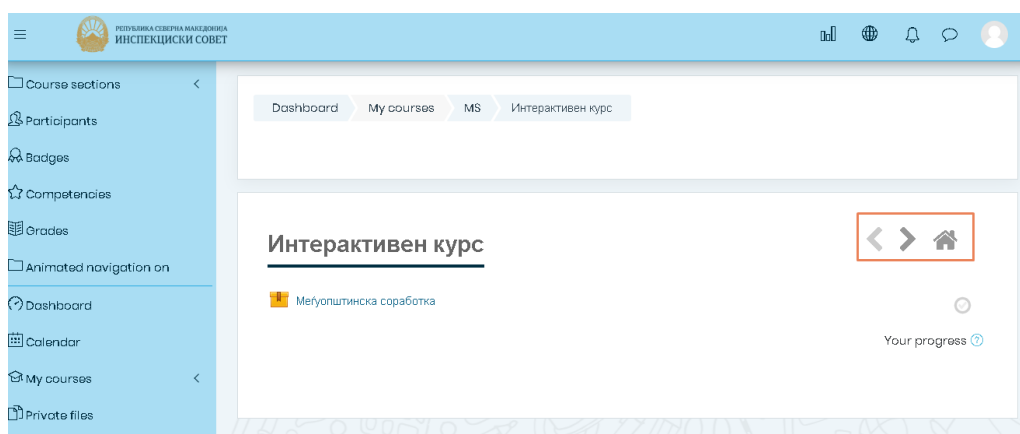 РЕПУБЛИКА СЕВЕРНА МАКЕДОНИЈА
ИНСПЕКЦИСКИ СОВЕТ
Course sections
Participants
Badges
Competencies
Grades
Animated navigation on
Dashboard
Calendar
My courses
Private files
Dashboard My courses MS Интерактивен курс
Интерактивен курс
Меѓуопштинска соработка
Your progress